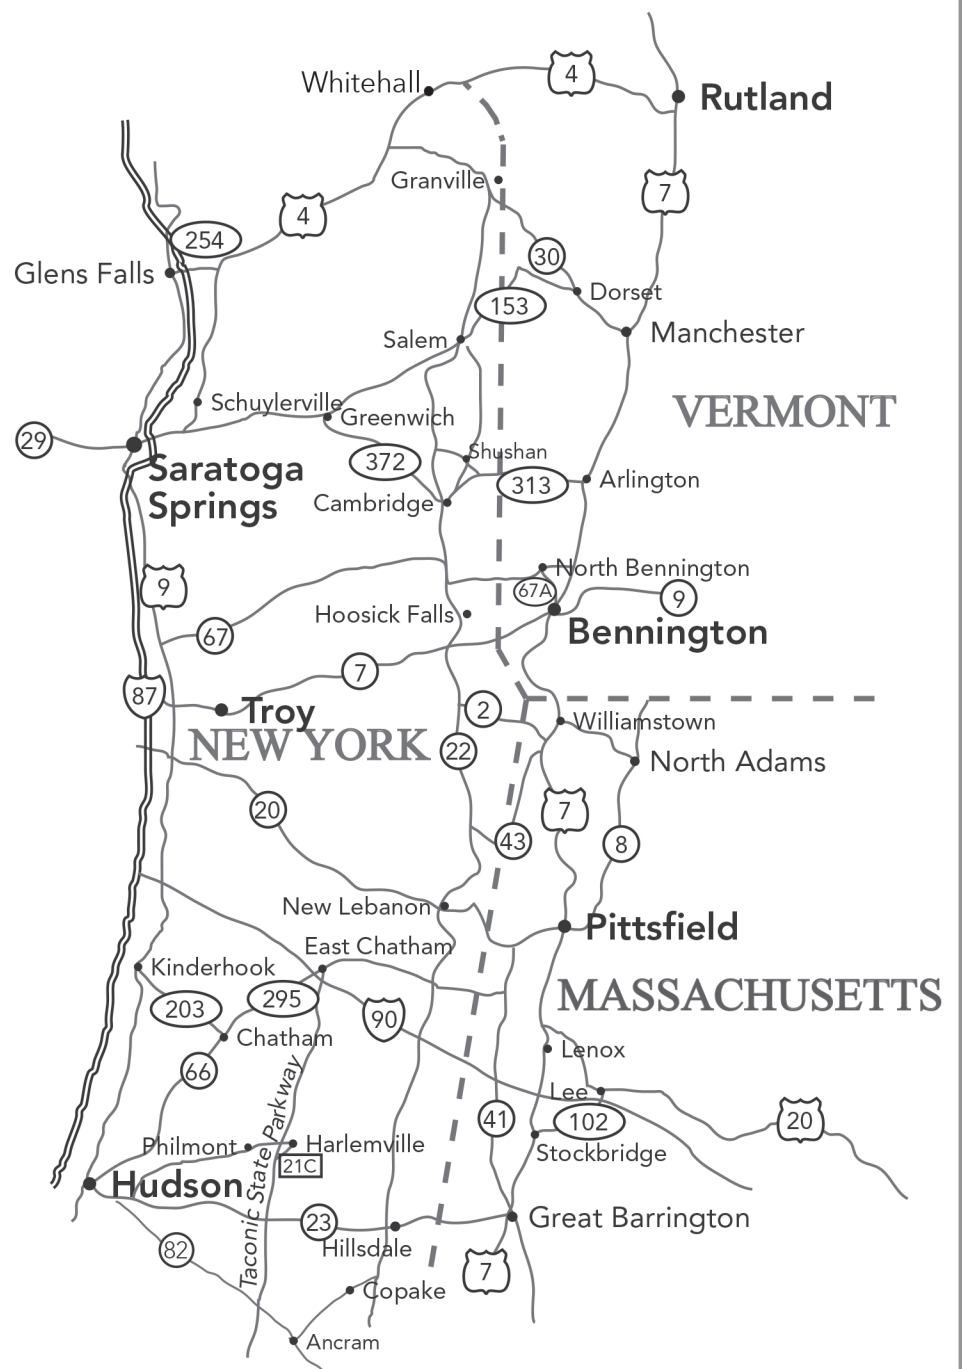 Whitehall
4
Rutland
Granville
7
4
254
30
Glens Falls
Dorset
153
Manchester
Salem
Schuylerville
VERMONT
Greenwich
29
Shushan
372
Saratoga
Springs
313
Arlington
Cambridge
North Bennington
9
67A
9
Hoosick Falls
67
Bennington
7
87
Troy
2
Williamstown
NEW YORK
22
North Adams
20
7
43
8
New Lebanon
Pittsfield
East Chatham
Kinderhook
295
MASSACHUSETTS
203
90
Chatham
Lenox
66
Lee
41
102
20
Taconic State Parkway
Philmont
Harlemville
Stockbridge
21C
Hudson
23
Great Barrington
82
Hillsdale
7
Copake
Ancram